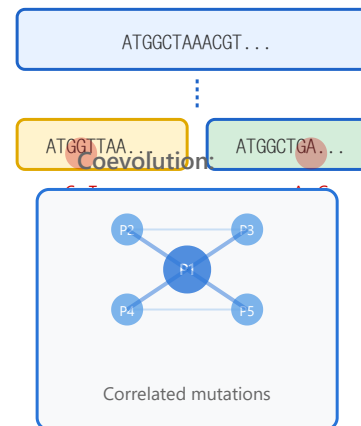 ATGGCTAAACGT...
ATGGTTAA...
ATGGCTGA...
Coevolution:
P2
P3
P1
P4
P5
Correlated mutations